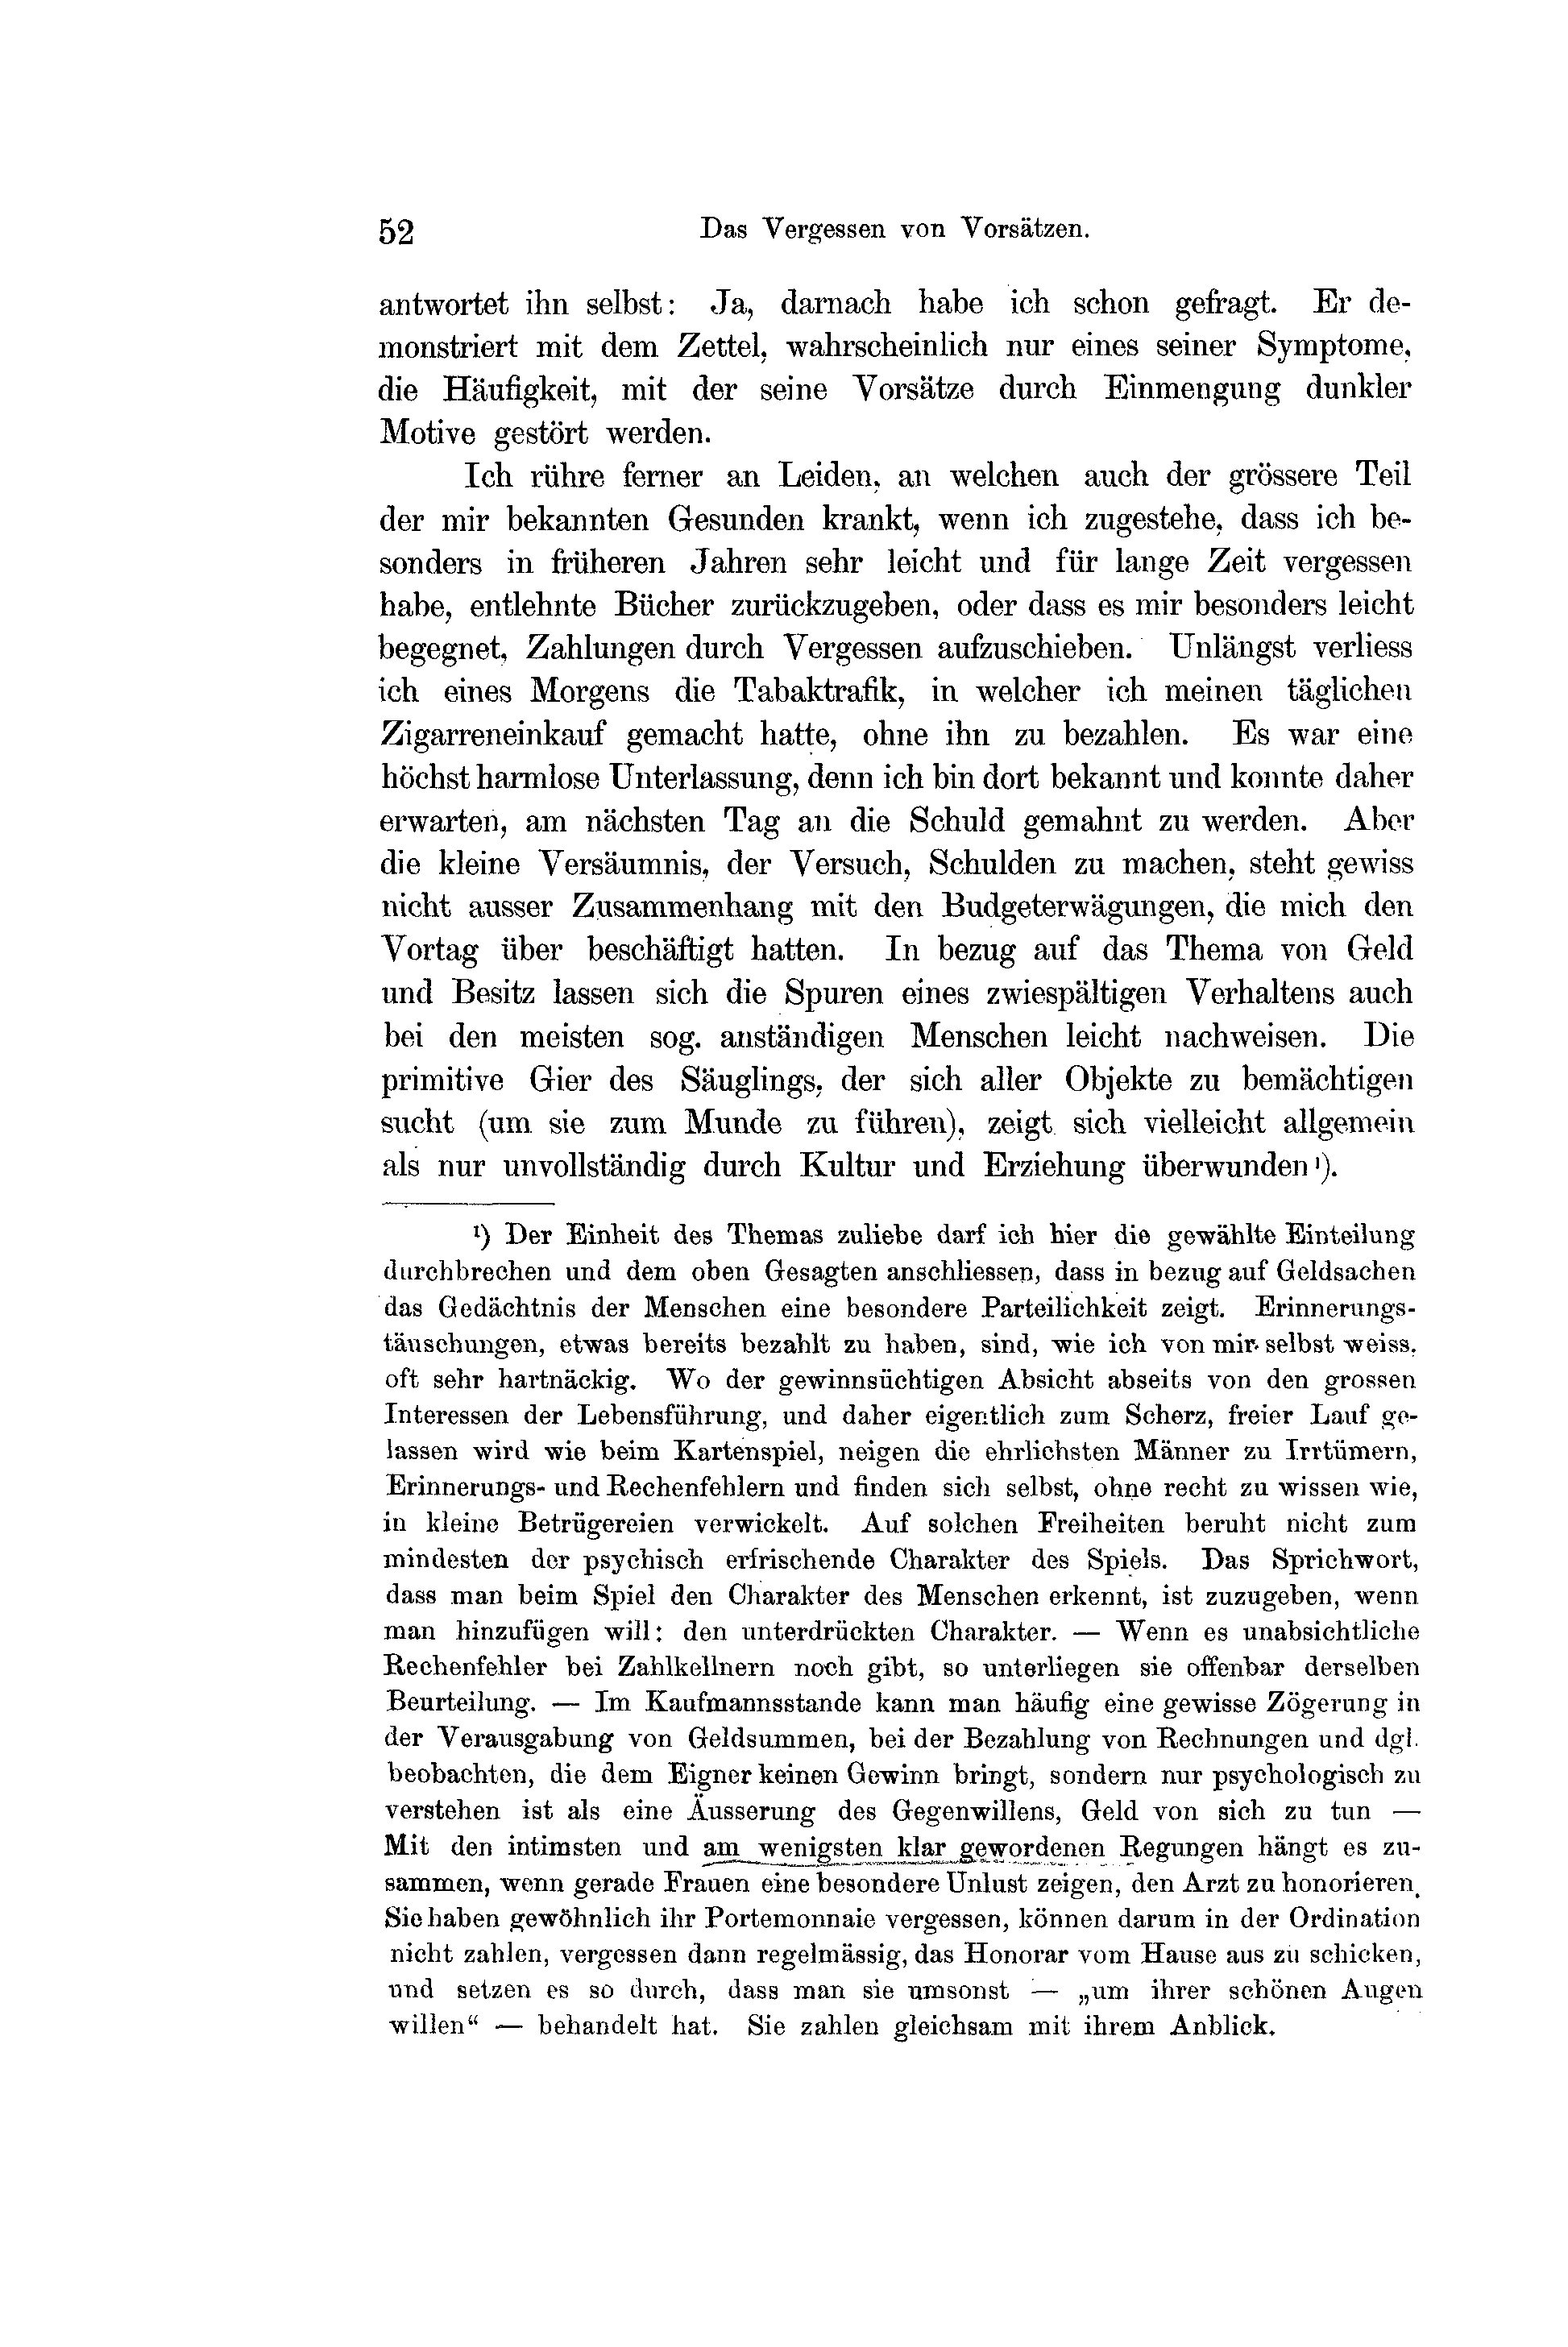 52 Das Vergessen von Vorsätzen.
antwortet ihn selbst: Ja, darnach habe ich schon gefragt. Er de-
monstriert mit dem Zettel, wahrscheinlich nur eines seiner Symptome,
die Häufigkeit, mit der seine Vorsätze durch Einmengung dunkler
Motive gestört werden.
Ich rühre ferner an Leiden, an welchen auch der grössere Teil
der mir bekannten Gesunden krankt, wenn ich zugestehe, dass ich be-
sonders in früheren Jahren sehr leicht und für lange Zeit vergessen
habe, entlehnte Bücher zurückzugeben, oder dass es mir besonders leicht
begegnet, Zahlungen durch Vergessen aufzuschieben. Unlängst verliess
ich eines Morgens die Tabaktrafik, in welcher ich meinen täglichen
Zigarreneinkauf gemacht hatte, ohne ihn zu bezahlen. Es war eine
höchst harmlose Unterlassung, denn ich bin dort bekannt und konnte daher
erwarten, am nächsten Tag an die Schuld gemahnt zu werden. Aber
die kleine Versäumnis, der Versuch, Schulden zu machen, steht gewiss
nicht ausser Zusammenhang mit den Budgeterwägungen, die mich den
Vortag über beschäftigt hatten. In bezug auf das Thema von Geld
und Besitz lassen sich die Spuren eines zwiespältigen Verhaltens auch
bei den meisten sog. anständigen Menschen leicht nachweisen. Die
primitive Gier des Säuglings, der sich aller Objekte zu bemächtigen
sucht (um sie zum Munde zu führen), zeigt sich vielleicht allgemein
als nur unvollständig durch Kultur und Erziehung überwunden ¹).
¹) Der Einheit des Themas zuliebe darf ich hier die gewählte Einteilung
durchbrechen und dem oben Gesagten anschliessen, dass in bezug auf Geldsachen
das Gedächtnis der Menschen eine besondere Parteilichkeit zeigt. Erinnerungs-
täuschungen, etwas bereits bezahlt zu haben, sind, wie ich von mir selbst weiss,
oft sehr hartnäckig. Wo der gewinnsüchtigen Absicht abseits von den grossen
Interessen der Lebensführung, und daher eigentlich zum Scherz, freier Lauf ge-
lassen wird wie beim Kartenspiel, neigen die ehrlichsten Männer zu Irrtümern,
Erinnerungs- und Rechenfehlern und finden sich selbst, ohne recht zu wissen wie,
in kleine Betrügereien verwickelt. Auf solchen Freiheiten beruht nicht zum
mindesten der psychisch erfrischende Charakter des Spiels. Das Sprichwort,
dass man beim Spiel den Charakter des Menschen erkennt, ist zuzugeben, wenn
man hinzufügen will: den unterdrückten Charakter. — Wenn es unabsichtliche
Rechenfehler bei Zahlkellnern noch gibt, so unterliegen sie offenbar derselben
Beurteilung. — Im Kaufmannsstande kann man häufig eine gewisse Zögerung in
der Verausgabung von Geldsummen, bei der Bezahlung von Rechnungen und dgl.
beobachten, die dem Eigner keinen Gewinn bringt, sondern nur psychologisch zu
verstehen ist als eine Äusserung des Gegenwillens, Geld von sich zu tun —
Mit den intimsten und am wenigsten klar gewordenen Regungen hängt es zu-
sammen, wenn gerade Frauen eine besondere Unlust zeigen, den Arzt zu honorieren.
Sie haben gewöhnlich ihr Portemonnaie vergessen, können darum in der Ordination
nicht zahlen, vergessen dann regelmässig, das Honorar vom Hause aus zu schicken,
und setzen es so durch, dass man sie umsonst — „um ihrer schönen Augen
willen“ — behandelt hat. Sie zahlen gleichsam mit ihrem Anblick.